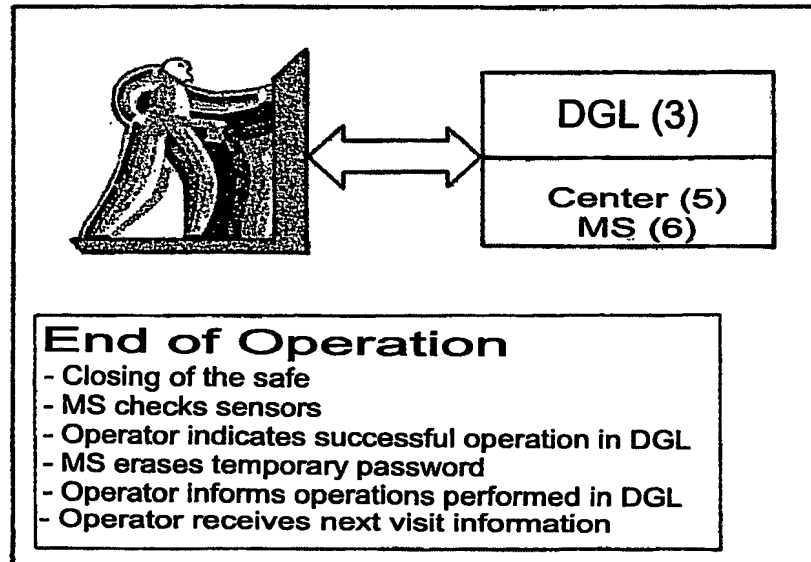 DGL (3)
Center (5)
MS (6)
End of Operation
- Closing of the safe
- MS checks sensors
- Operator indicates successful operation in DGL
- MS erases temporary password
- Operator informs operations performed in DGL
- Operator receives next visit information